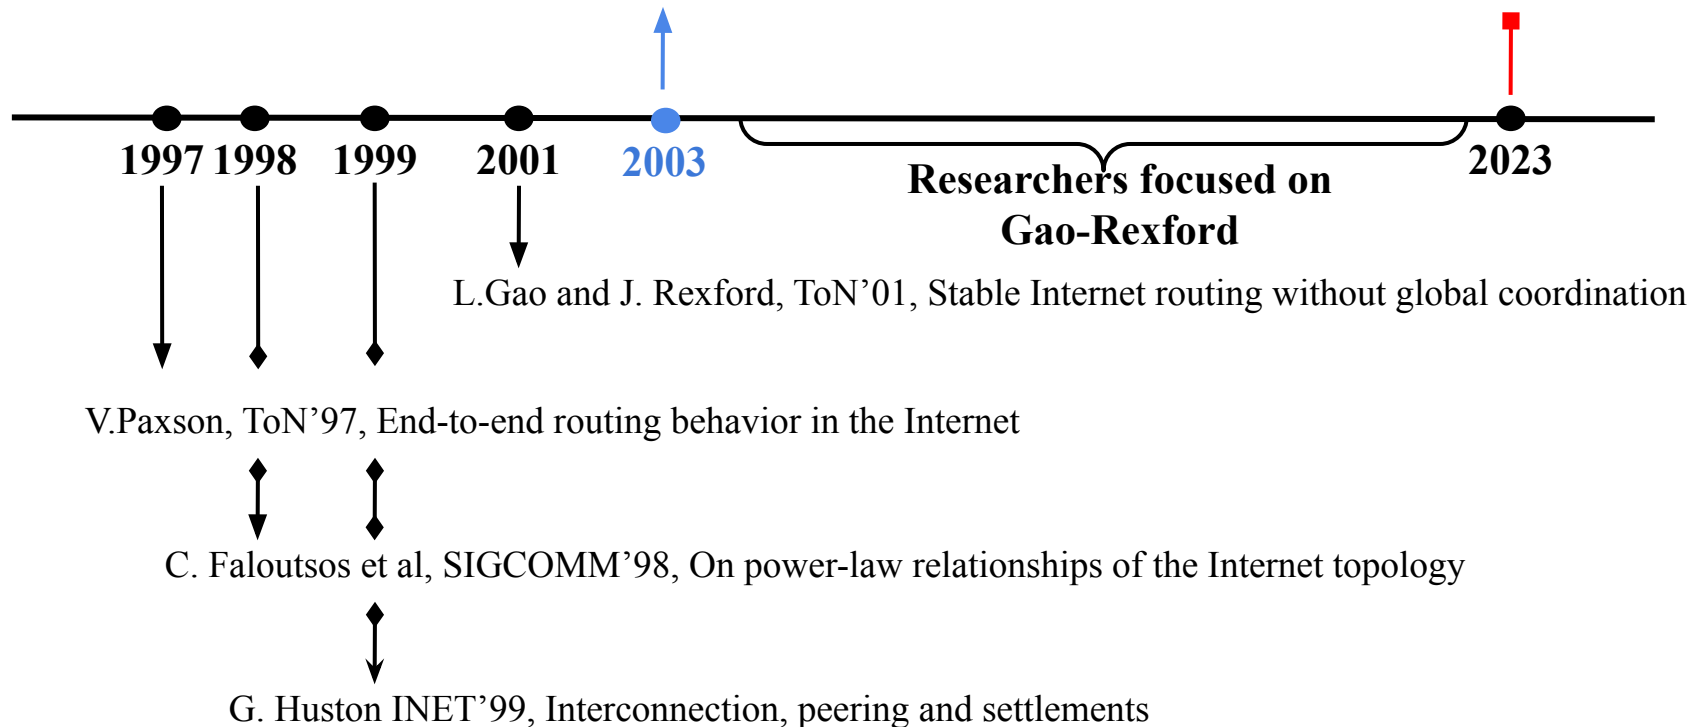 1997 1998 1999 2001 2003 2023
Researchers focused on
Gao-Rexford
L.Gao and J. Rexford, ToN’01, Stable Internet routing without global coordination
V.Paxson, ToN’97, End-to-end routing behavior in the Internet
C. Faloutsos et al, SIGCOMM’98, On power-law relationships of the Internet topology
G. Huston INET’99, Interconnection, peering and settlements